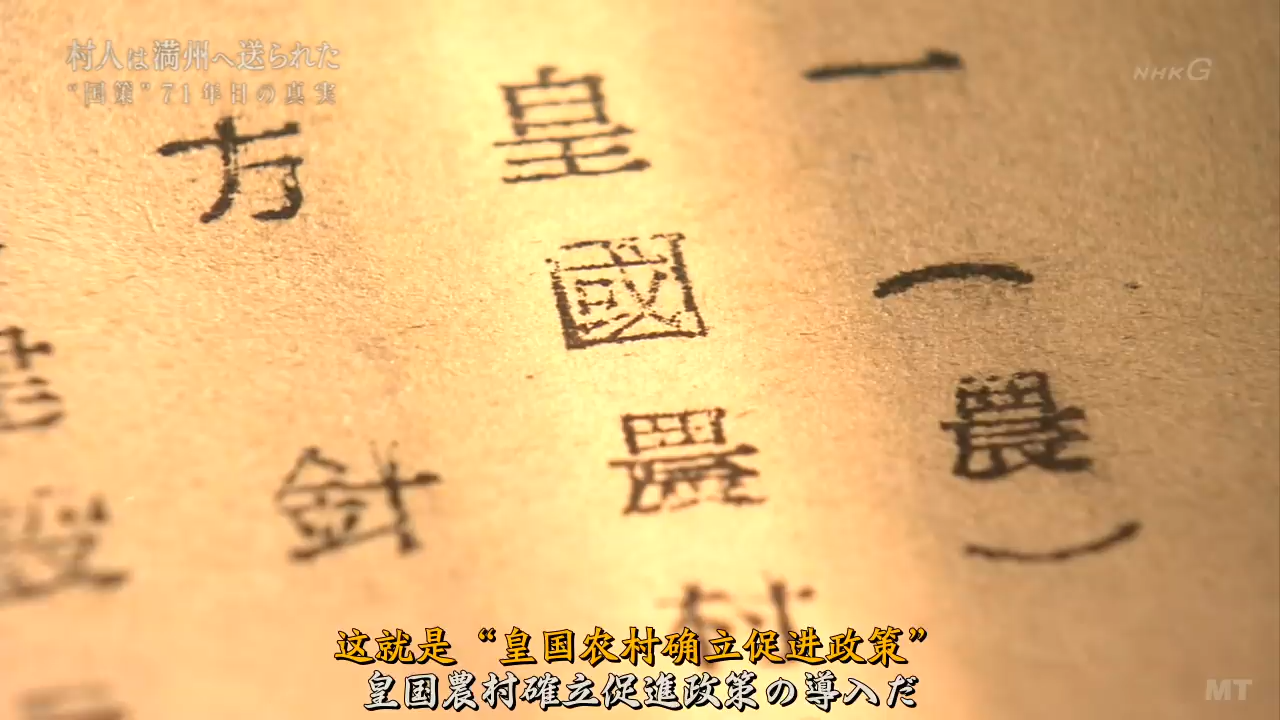 村人は満州へ送られた
“国策”71年目の真実
NHK G
一（農）
皇國農村
方針
这就是“皇国农村确立促进政策”
皇国農村確立促進政策の導入だ
MT